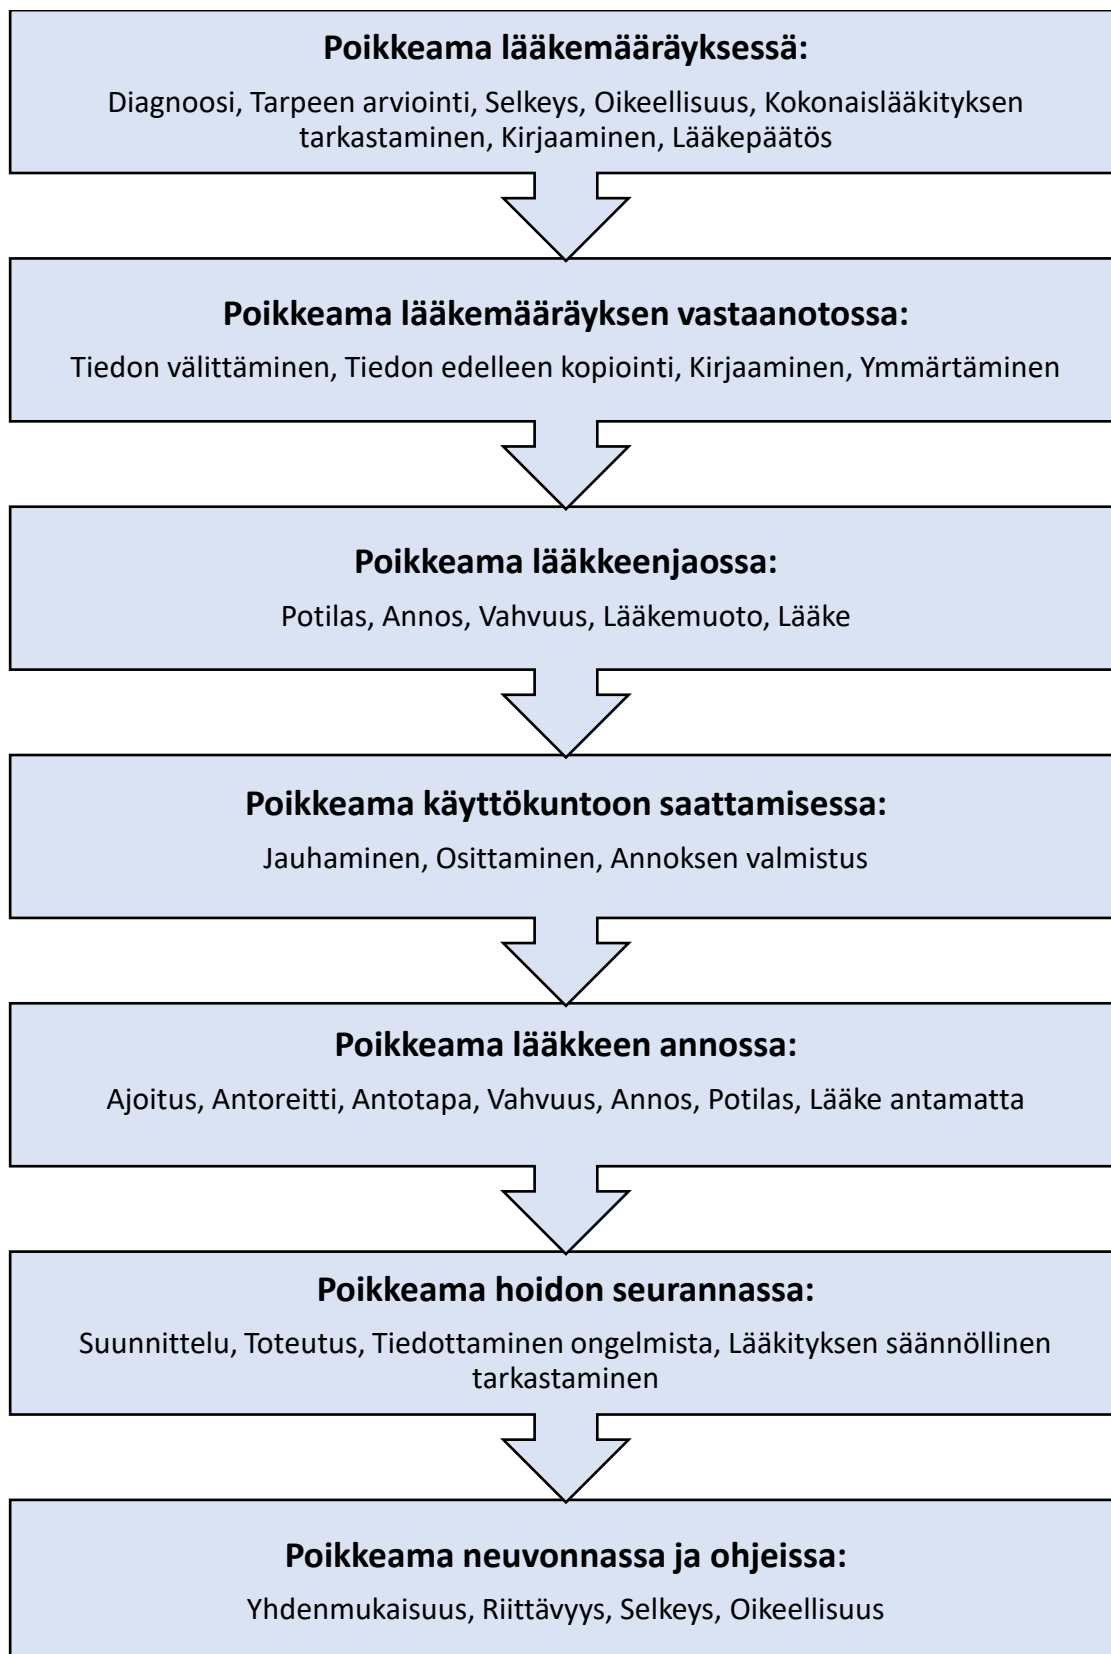 Poikkeama lääkemääräyksessä:
Diagnoosi, Tarpeen arviointi, Selkeys, Oikeellisuus, Kokonaislääkityksen
tarkastaminen, Kirjaaminen, Lääkepäätös
Poikkeama lääkemääräyksen vastaanotossa:
Tiedon välittäminen, Tiedon edelleen kopiointi, Kirjaaminen, Ymmärtäminen
Poikkeama lääkkeenjaossa:
Potilas, Annos, Vahvuus, Lääkemuoto, Lääke
Poikkeama käyttökuntoon saattamisessa:
Jauhaminen, Osittaminen, Annoksen valmistus
Poikkeama lääkkeen annossa:
Ajoitus, Antoreitti, Antotapa, Vahvuus, Annos, Potilas, Lääke antamatta
Poikkeama hoidon seurannassa:
Suunnittelu, Toteutus, Tiedottaminen ongelmista, Lääkityksen säännöllinen
tarkastaminen
Poikkeama neuvonnassa ja ohjeissa:
Yhdenmukaisuus, Riittävyys, Selkeys, Oikeellisuus